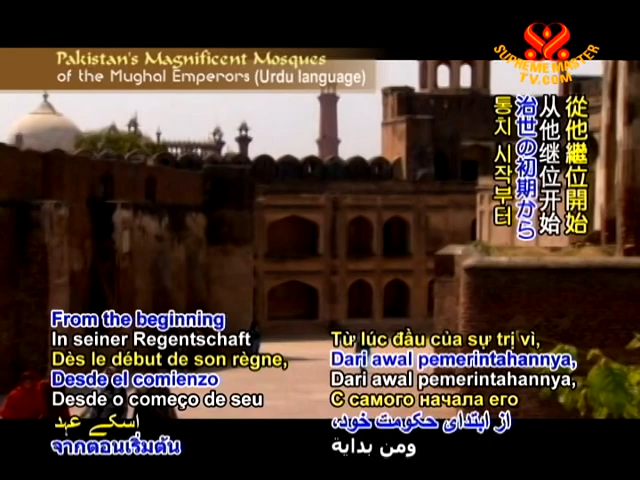 Pakistan's Magnificent Mosques
of the Mughal Emperors (Urdu language)
SUPREME MASTER
TV.COM
從他繼位開始
从他继位开始
治世の初期から
통치 시작부터
From the beginning
In seiner Regentschaft
Dès le début de son règne,
Desde el comienzo
Desde o começo de seu
اسکے عہد
จากตอนเริ่มต้น
Từ lúc đầu của sự trị vì,
Dari awal pemerintahannya,
Dari awal pemerintahannya,
С самого начала его
از ابتدای حکومت خود،
ومن بداية